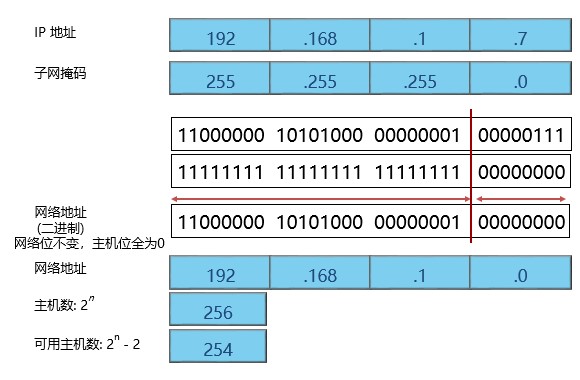 IP 地址 192 .168 .1 .7
子网掩码 255 .255 .255 .0
11000000 10101000 00000001 00000111
11111111 11111111 11111111 00000000
网络地址
(二进制)
网络位不变，主机位全为0
11000000 10101000 00000001 00000000
网络地址 192 .168 .1 .0
主机数: 2ⁿ 256
可用主机数: 2ⁿ - 2 254